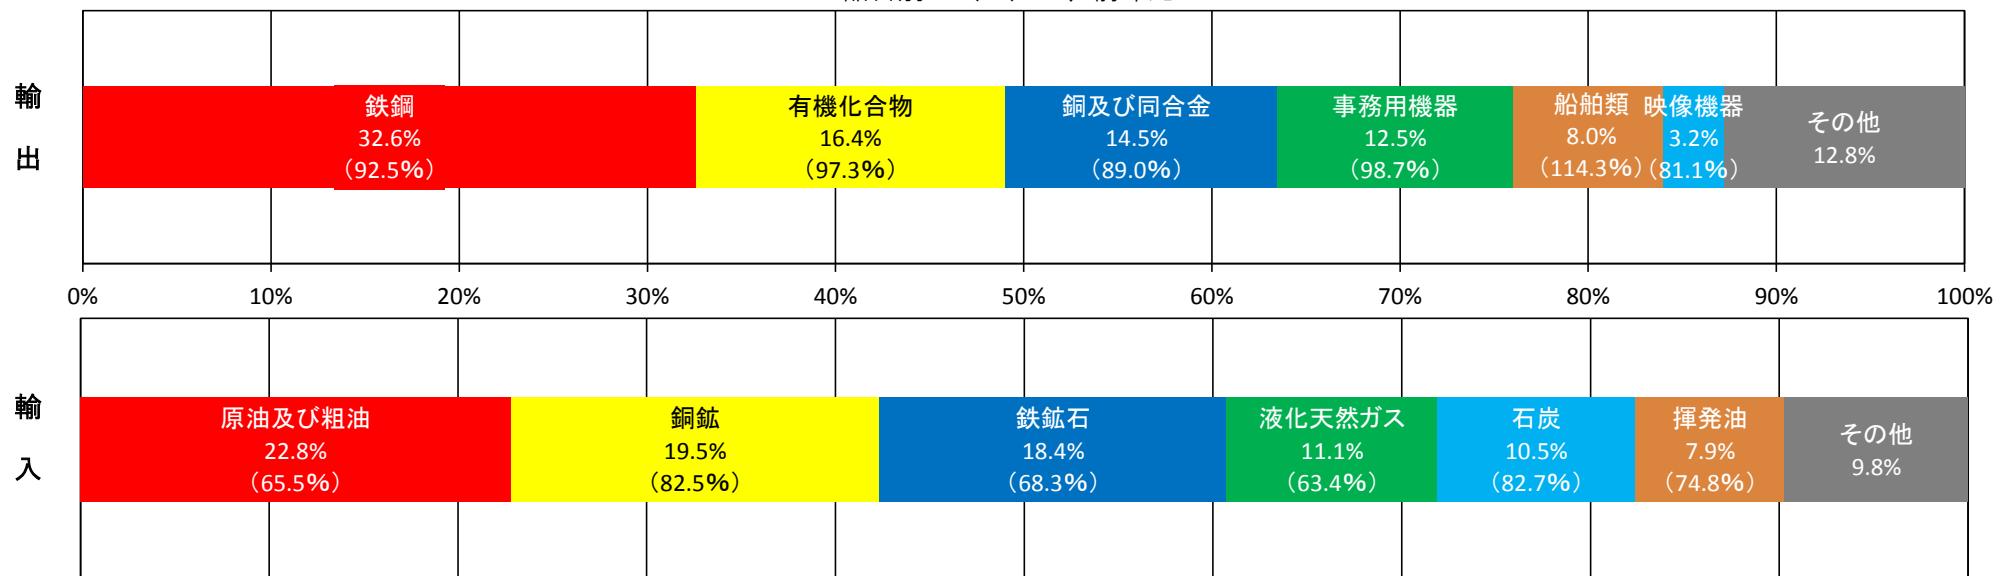 輸出
鉄鋼
32.6%
（92.5%）
有機化合物
16.4%
（97.3%）
銅及び同合金
14.5%
（89.0%）
事務用機器
12.5%
（98.7%）
船舶類
8.0%
（114.3%）
映像機器
3.2%
（81.1%）
その他
12.8%
0% 10% 20% 30% 40% 50% 60% 70% 80% 90% 100%
輸入
原油及び粗油
22.8%
（65.5%）
銅鉱
19.5%
（82.5%）
鉄鉱石
18.4%
（68.3%）
液化天然ガス
11.1%
（63.4%）
石炭
10.5%
（82.7%）
揮発油
7.9%
（74.8%）
その他
9.8%